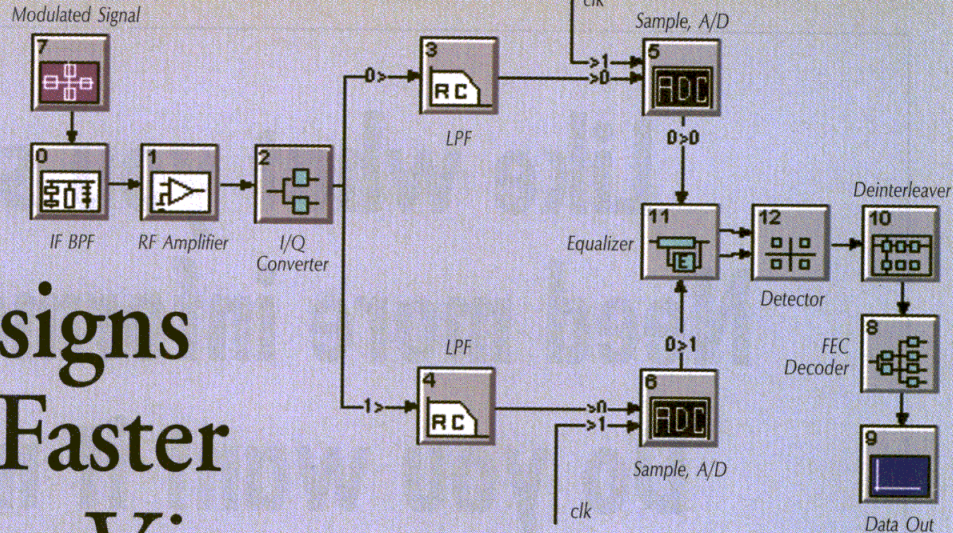 Modulated Signal
7
clk
Sample, A/D
3
RC
LPF
0>
>1
>0
5
ADC
0>0
0
IF BPF
1
RF Amplifier
2
I/Q
Converter
Equalizer
11
E
12
Detector
Deinterleaver
10
signs
Faster
LPF
4
RC
1>
0>1
>0
>1
6
ADC
Sample, A/D
clk
8
FEC
Decoder
9
Data Out